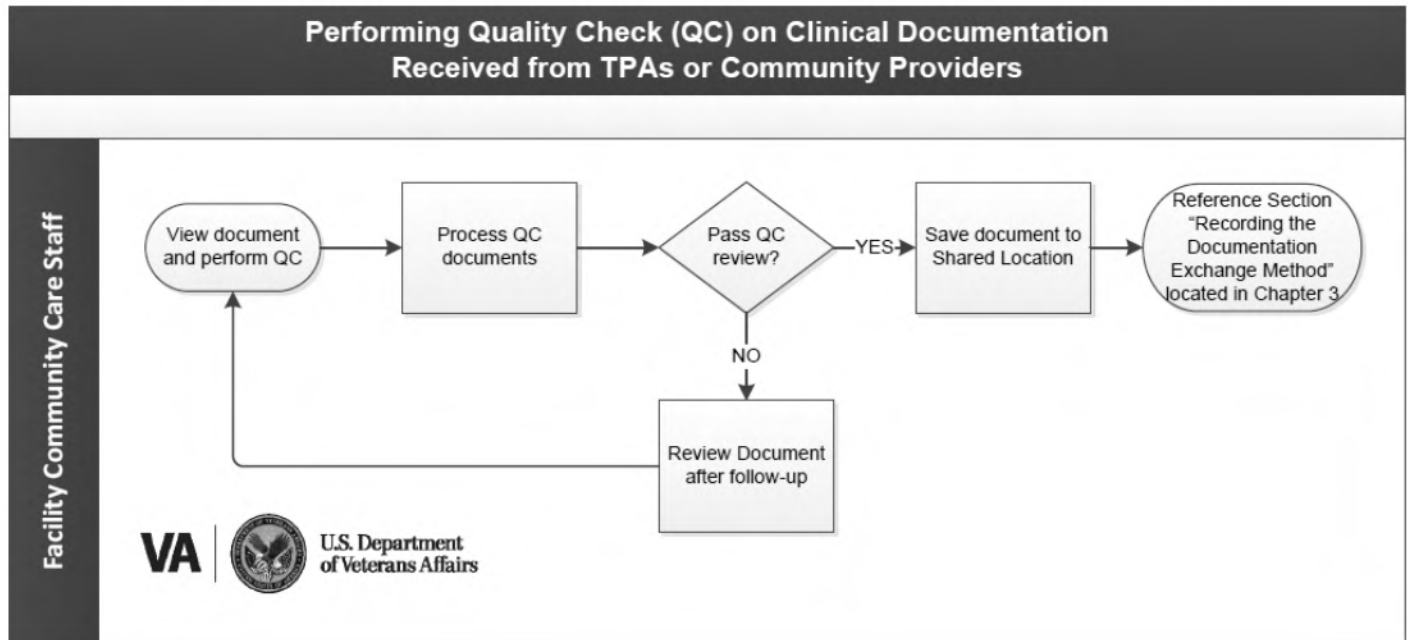 Performing Quality Check (QC) on Clinical Documentation
Received from TPAs or Community Providers
Facility Community Care Staff
View document
and perform QC
Process QC
documents
Pass QC
review?
YES
Save document to
Shared Location
Reference Section
“Recording the
Documentation
Exchange Method”
located in Chapter 3
NO
Review Document
after follow-up
VA
U.S. Department
of Veterans Affairs